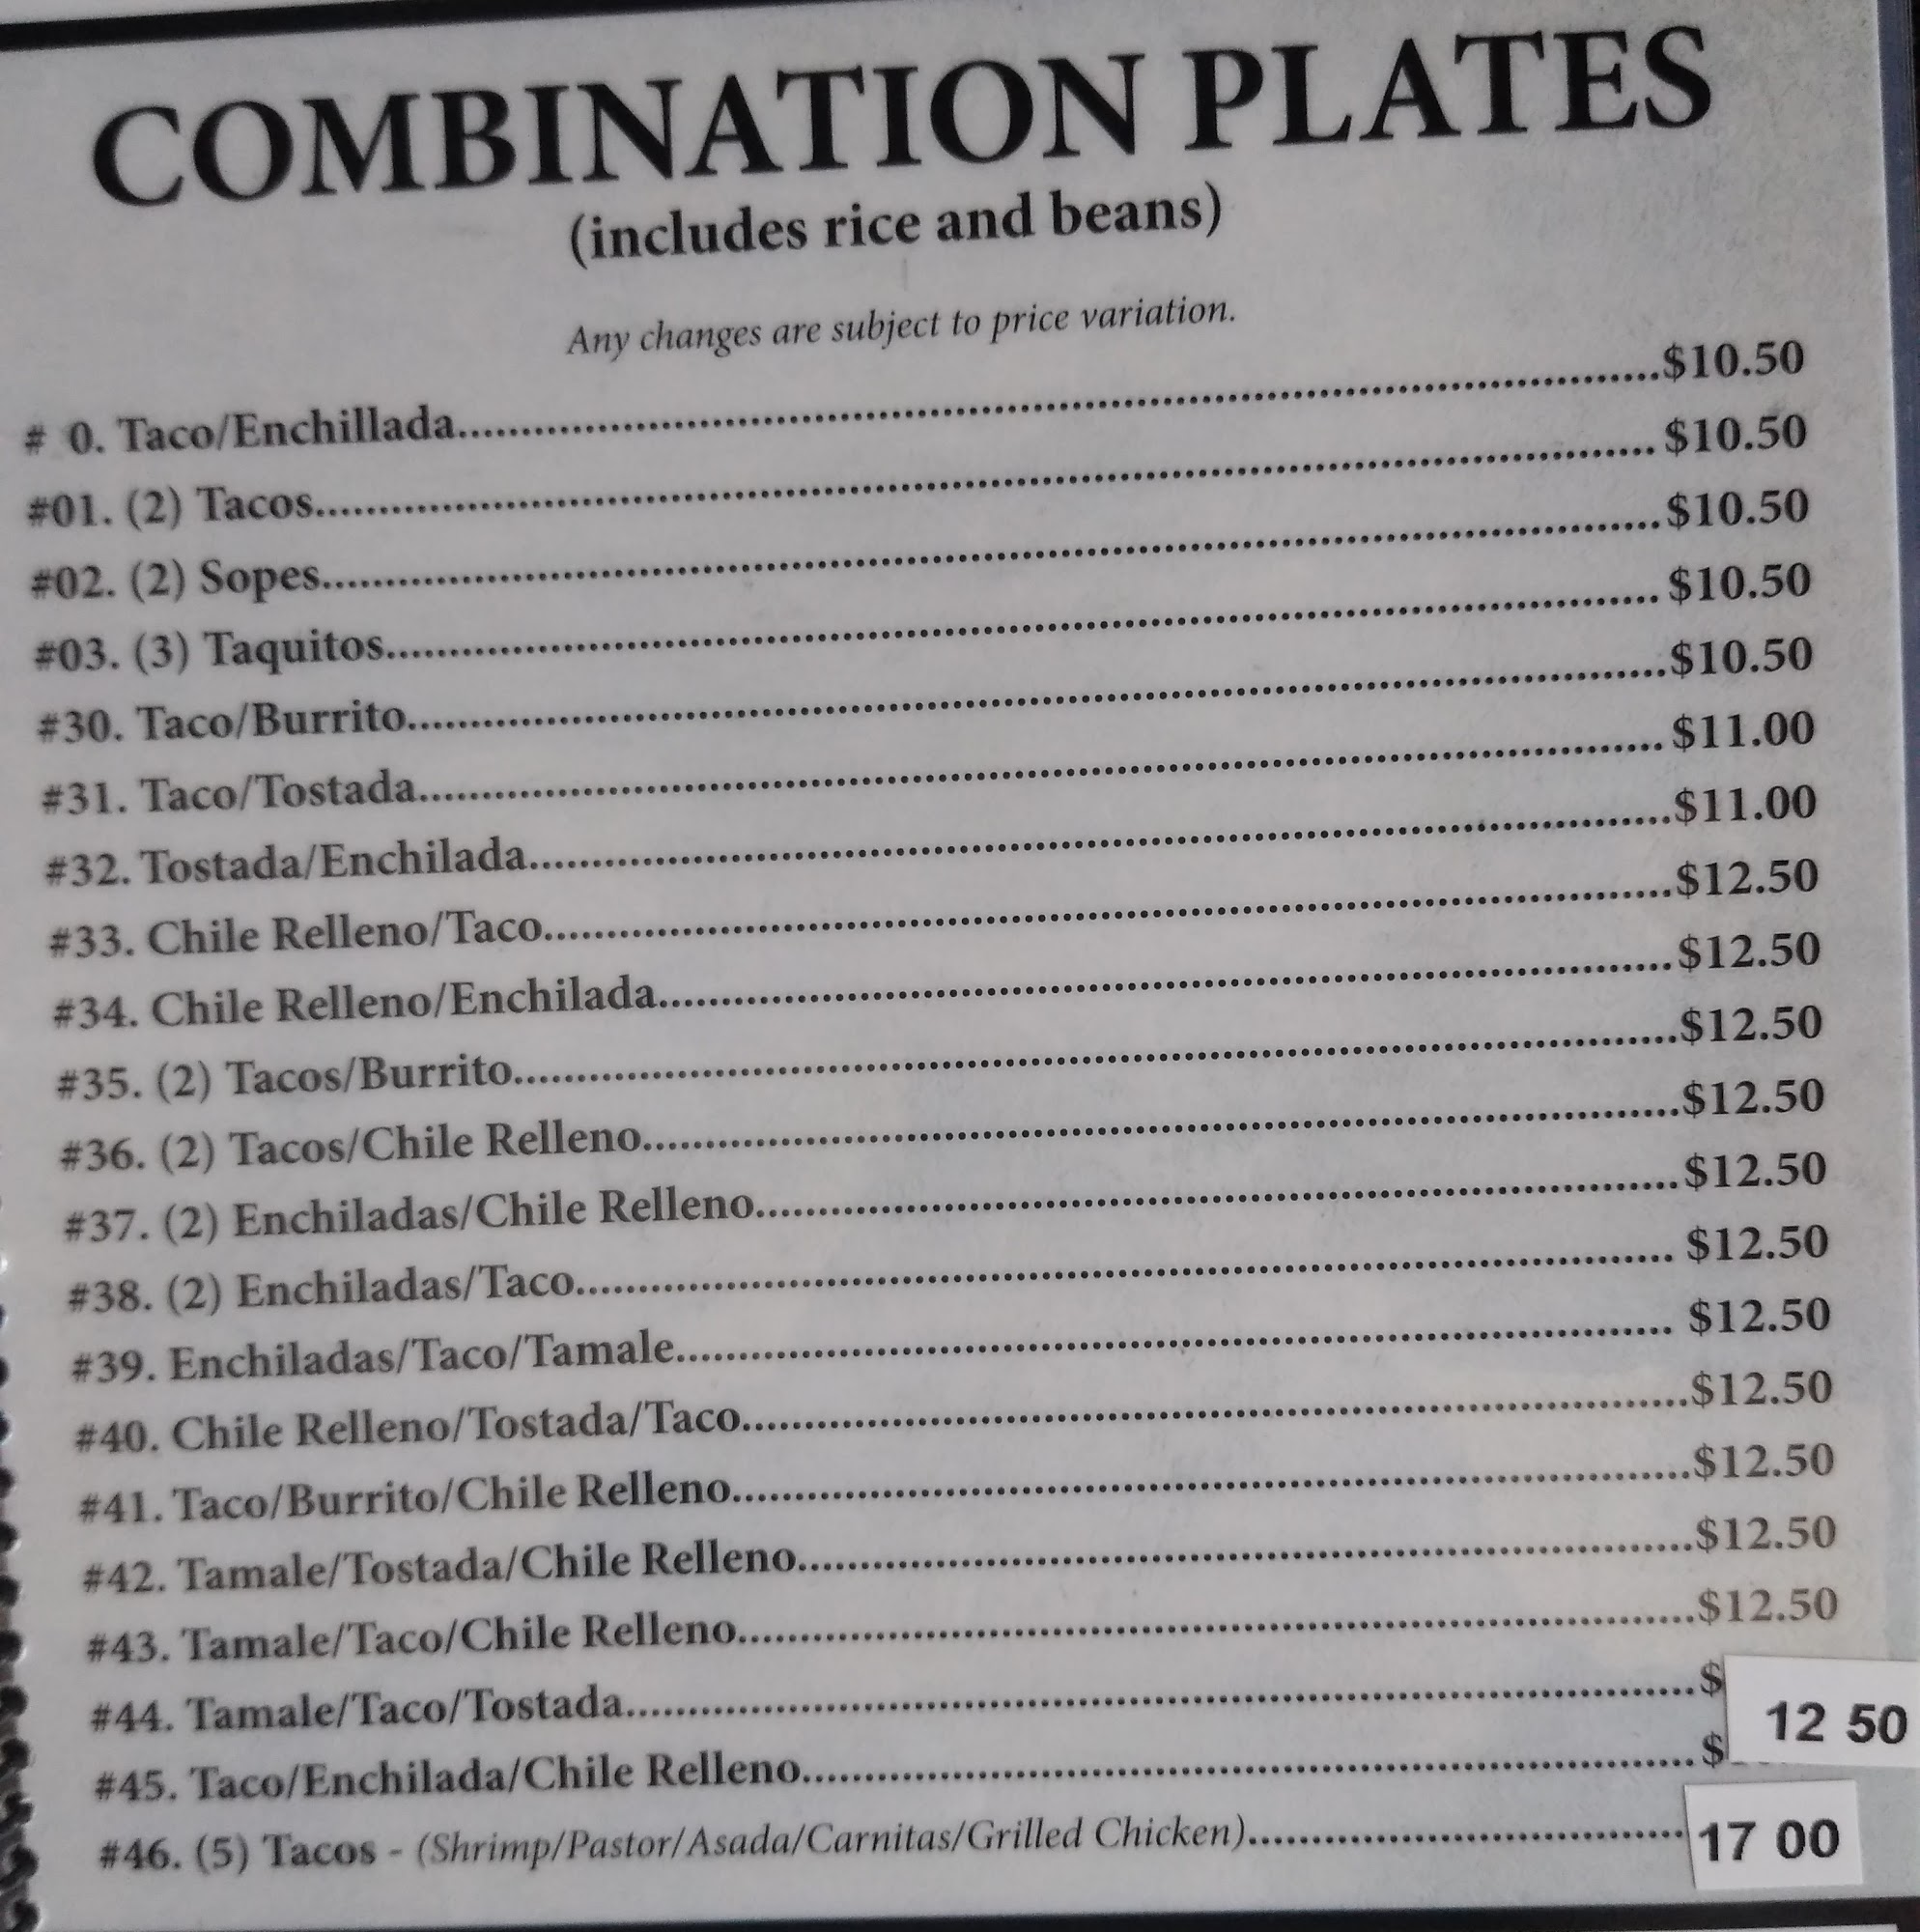 COMBINATION PLATES
(includes rice and beans)
Any changes are subject to price variation.
# 0. Taco/Enchillada....................$10.50
#01. (2) Tacos....................$10.50
#02. (2) Sopes....................$10.50
#03. (3) Taquitos....................$10.50
#30. Taco/Burrito....................$10.50
#31. Taco/Tostada....................$11.00
#32. Tostada/Enchilada....................$11.00
#33. Chile Relleno/Taco....................$12.50
#34. Chile Relleno/Enchilada....................$12.50
#35. (2) Tacos/Burrito....................$12.50
#36. (2) Tacos/Chile Relleno....................$12.50
#37. (2) Enchiladas/Chile Relleno....................$12.50
#38. (2) Enchiladas/Taco....................$12.50
#39. Enchiladas/Taco/Tamale....................$12.50
#40. Chile Relleno/Tostada/Taco....................$12.50
#41. Taco/Burrito/Chile Relleno....................$12.50
#42. Tamale/Tostada/Chile Relleno....................$12.50
#43. Tamale/Taco/Chile Relleno....................$12.50
#44. Tamale/Taco/Tostada....................$
12 50
#45. Taco/Enchilada/Chile Relleno....................$
#46. (5) Tacos - (Shrimp/Pastor/Asada/Carnitas/Grilled Chicken)....................17 00